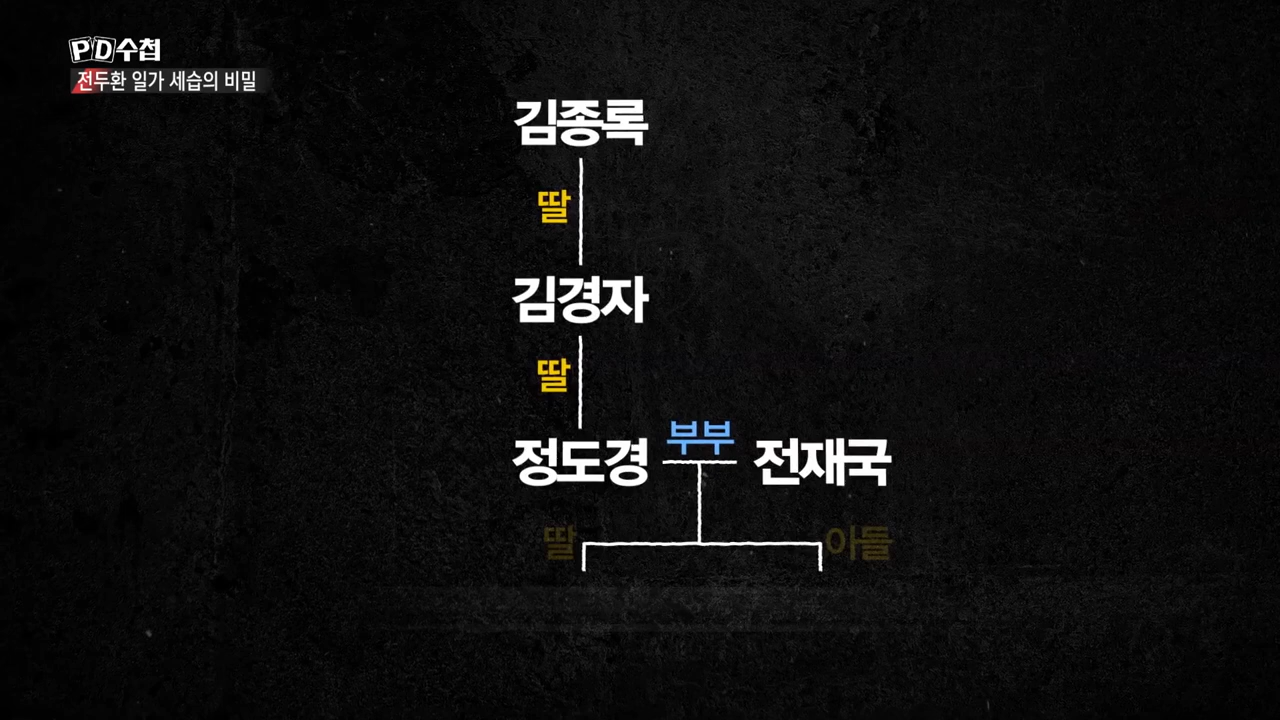 PD수첩
전두환 일가 세습의 비밀
김종록
딸
김경자
딸
부부
정도경 전재국
딸 아들